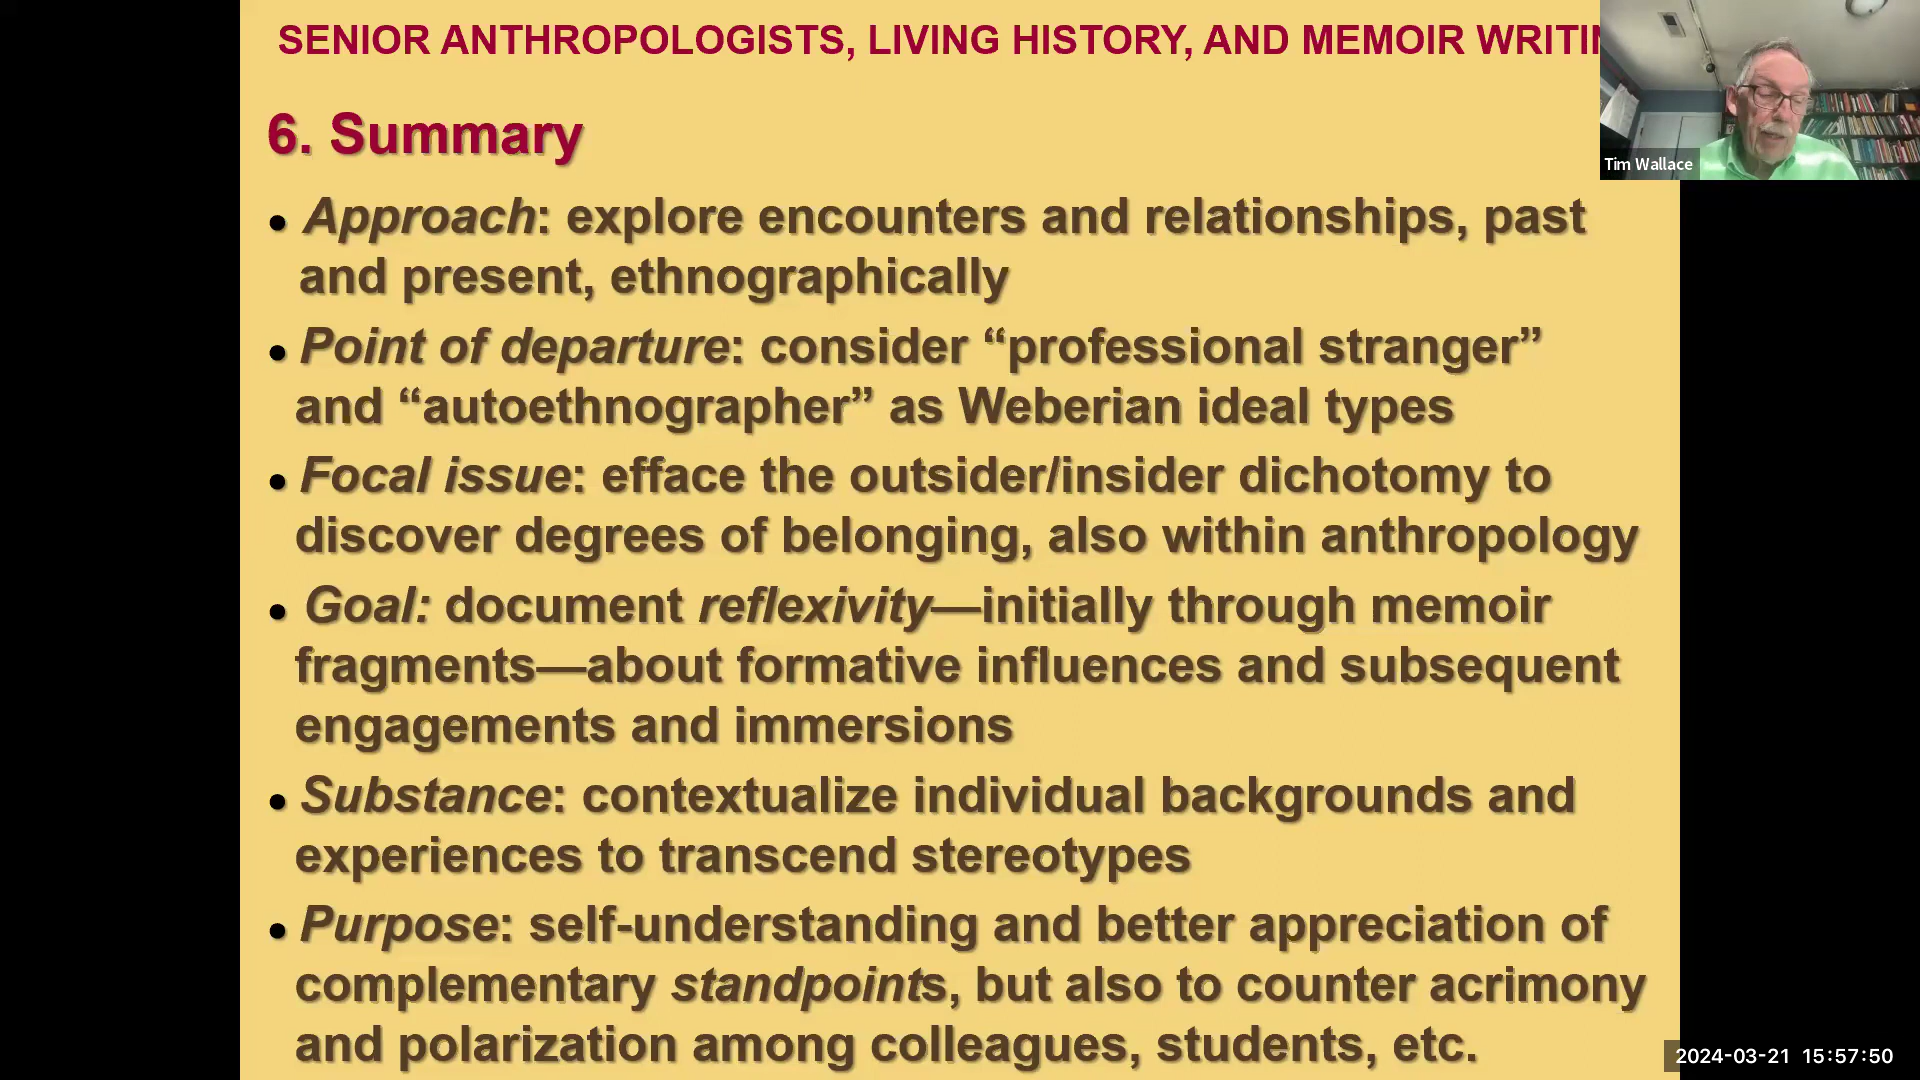 SENIOR ANTHROPOLOGISTS, LIVING HISTORY, AND MEMOIR
6. Summary
Tim Wallace
• Approach: explore encounters and relationships, past
and present, ethnographically
• Point of departure: consider “professional stranger”
and “autoethnographer” as Weberian ideal types
• Focal issue: efface the outsider/insider dichotomy to
discover degrees of belonging, also within anthropology
• Goal: document reflexivity—initially through memoir
fragments—about formative influences and subsequent
engagements and immersions
• Substance: contextualize individual backgrounds and
experiences to transcend stereotypes
• Purpose: self-understanding and better appreciation of
complementary standpoints, but also to counter acrimony
and polarization among colleagues, students, etc.
2024-03-21 15:57:50